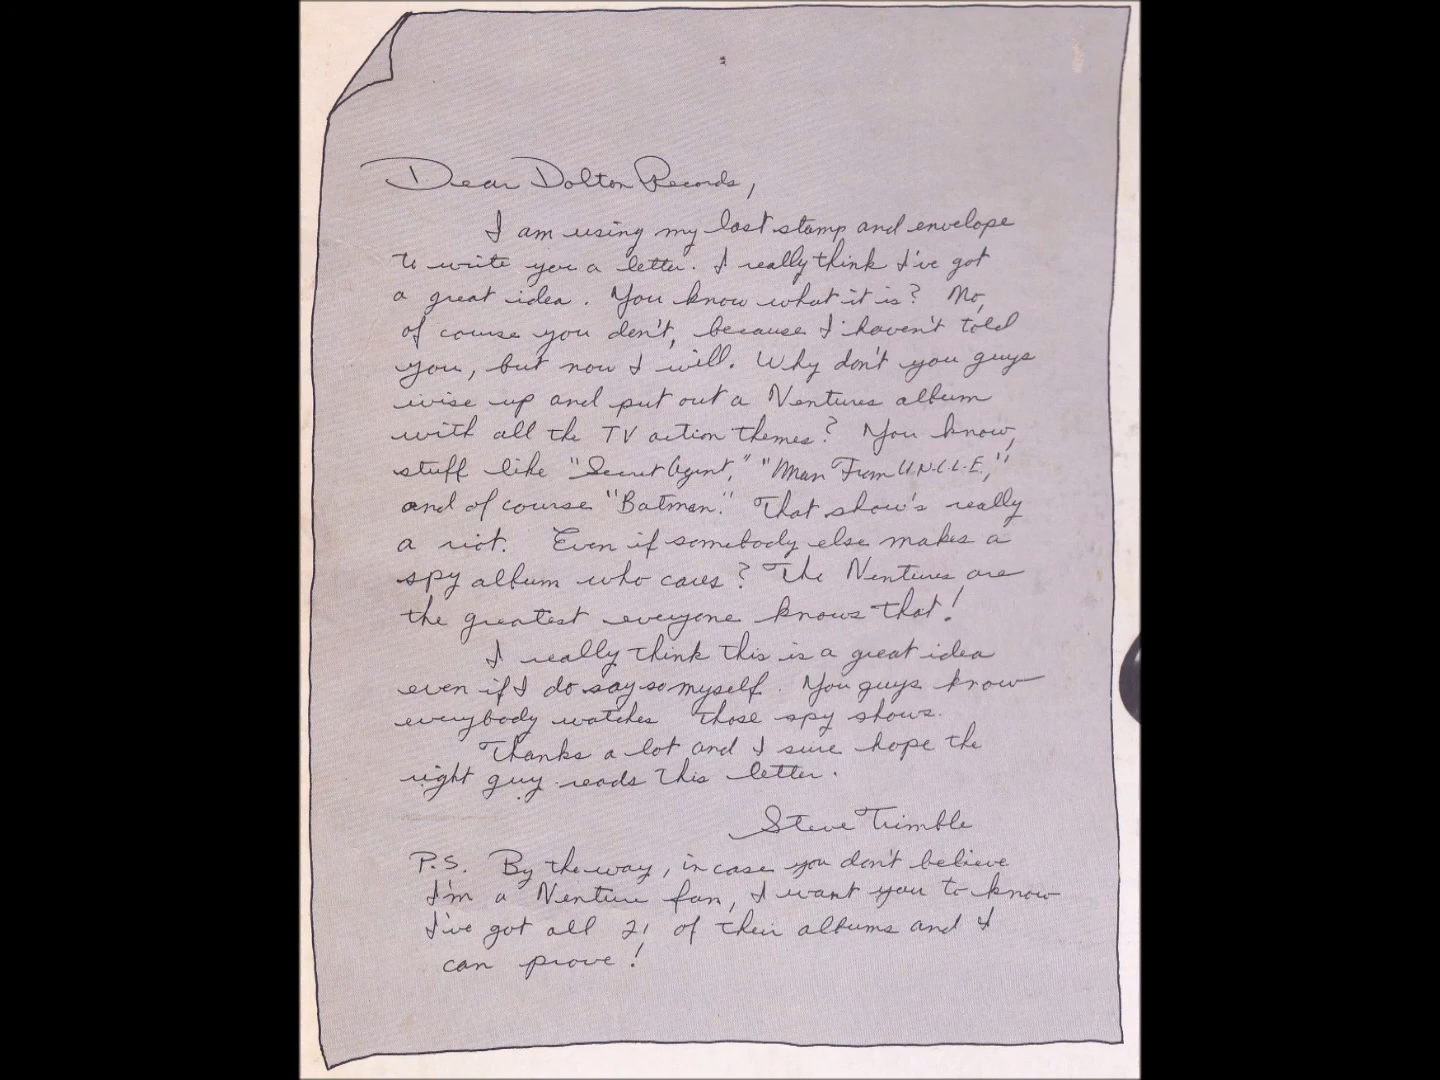 Dear Dolton Records,
I am using my last stamp and envelope
to write you a letter. I really think I've got
a great idea. You know what it is? No,
of course you don't, because I haven't told
you, but now I will. Why don't you guys
wise up and put out a Ventures album
with all the TV action themes? You know,
stuff like "Secret Agent," "Man From U.N.C.L.E.,"
and of course "Batman." That show's really
a riot. Even if somebody else makes a
spy album who cares? The Ventures are
the greatest everyone knows that!
I really think this is a great idea
even if I do say so myself. You guys know
everybody watches those spy shows.
Thanks a lot and I sure hope the
right guy reads this letter.
Steve Trimble
P.S. By the way, in case you don't believe
I'm a Venture fan, I want you to know
I've got all 21 of their albums and I
can prove!